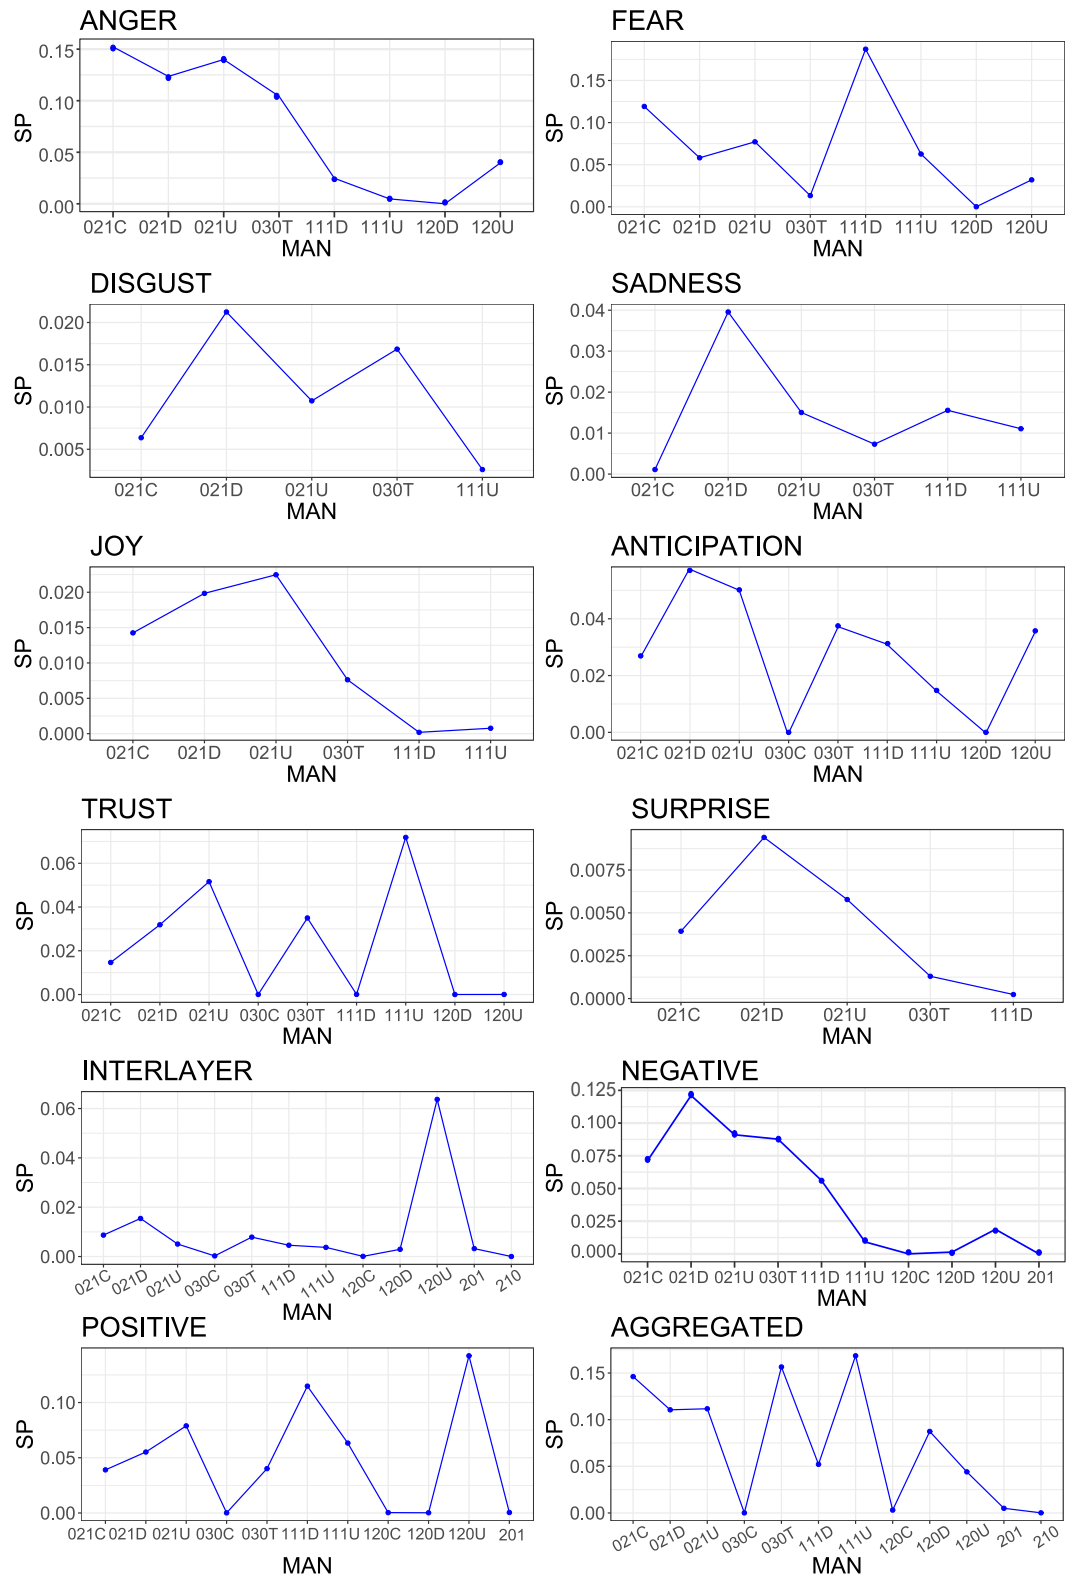 ANGER
0.15
0.10
0.05
0.00
SP
021C 021D 021U 030T 111D 111U 120D 120U
MAN
FEAR
0.15
0.10
0.05
0.00
SP
021C 021D 021U 030T 111D 111U 120D 120U
MAN
DISGUST
0.020
0.015
0.010
0.005
SP
021C 021D 021U 030T 111U
MAN
SADNESS
0.04
0.03
0.02
0.01
0.00
SP
021C 021D 021U 030T 111D 111U
MAN
JOY
0.020
0.015
0.010
0.005
0.000
SP
021C 021D 021U 030T 111D 111U
MAN
ANTICIPATION
0.04
0.02
0.00
SP
021C 021D 021U 030C 030T 111D 111U 120D 120U
MAN
TRUST
0.06
0.04
0.02
0.00
SP
021C 021D 021U 030C 030T 111D 111U 120D 120U
MAN
SURPRISE
0.0075
0.0050
0.0025
0.0000
SP
021C 021D 021U 030T 111D
MAN
INTERLAYER
0.06
0.04
0.02
0.00
SP
021C 021D 021U 030C 030T 111D 111U 120C 120D 120U 201 210
MAN
NEGATIVE
0.125
0.100
0.075
0.050
0.025
0.000
SP
021C 021D 021U 030T 111D 111U 120C 120D 120U 201
MAN
POSITIVE
0.10
0.05
0.00
SP
021C 021D 021U 030C 030T 111D 111U 120C 120D 120U 201
MAN
AGGREGATED
0.15
0.10
0.05
0.00
SP
021C 021D 021U 030C 030T 111D 111U 120C 120D 120U 201 210
MAN